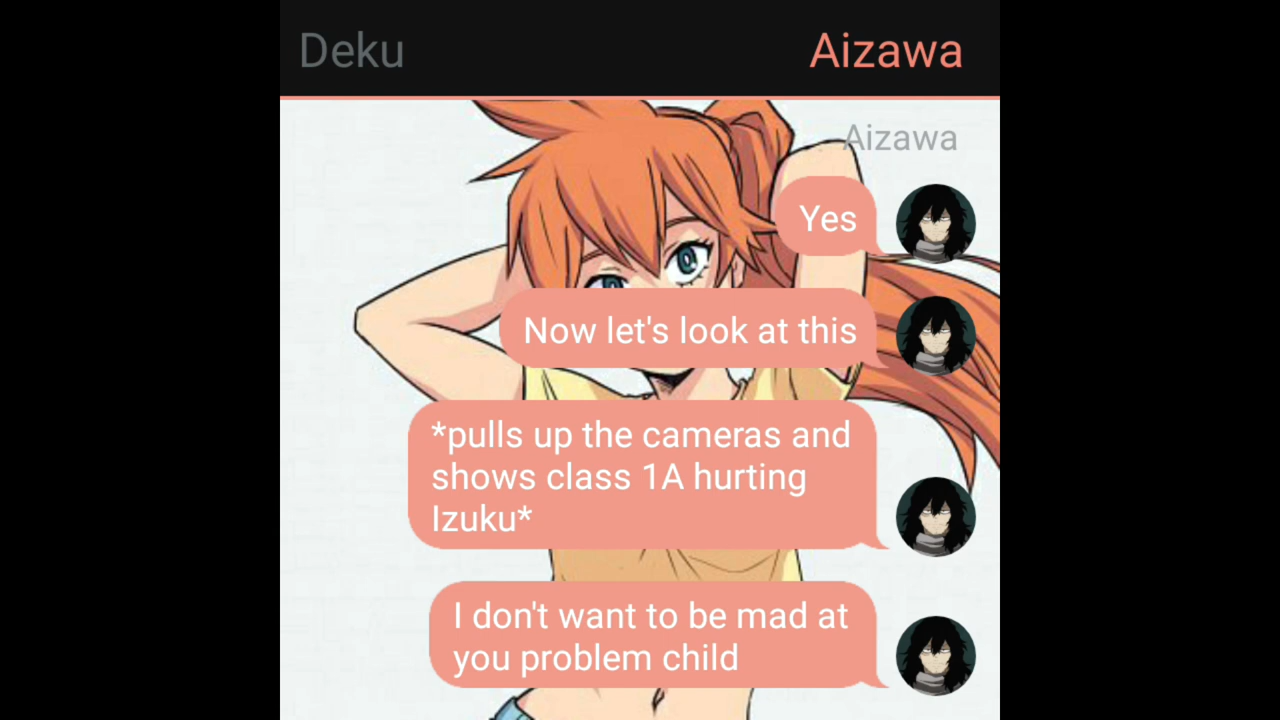 Deku
Aizawa
Aizawa
Yes
Now let's look at this
*pulls up the cameras and
shows class 1A hurting
Izuku*
I don't want to be mad at
you problem child